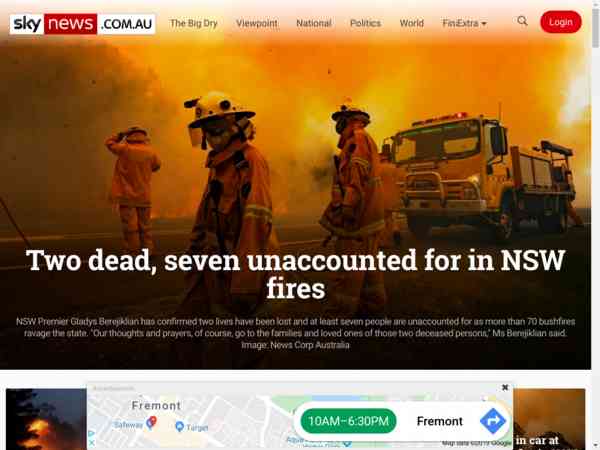 sky news .COM.AU
The Big Dry
Viewpoint
National
Politics
World
FinExtra
Login
Two dead, seven unaccounted for in NSW
fires
NSW Premier Gladys Berejiklian has confirmed two lives have been lost and at least seven people are unaccounted for as more than 70 bushfires
ravage the state. "Our thoughts and prayers, of course, go to the families and loved ones of those two deceased persons," Ms Berejiklian said.
Image: News Corp Australia
Advertisement
Fremont
Safeway
Target
10AM–6:30PM
Fremont
Map data ©2019 Google
in car at